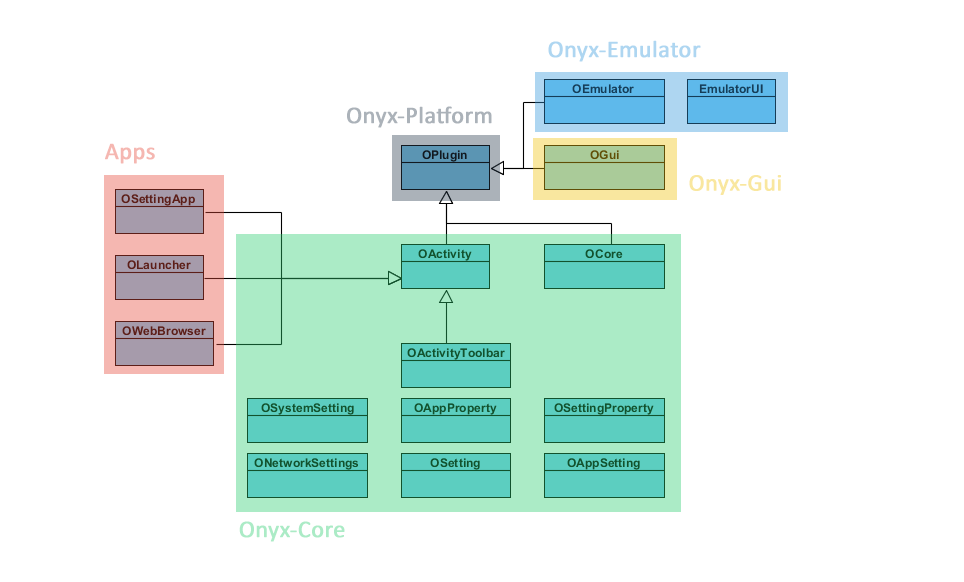 Onyx-Emulator
OEmulator
EmulatorUI
Onyx-Platform
OPlugin
OGui
Onyx-Gui
Apps
OSettingApp
OLauncher
OWebBrowser
OActivity
OCore
OActivityToolbar
OSystemSetting
OAppProperty
OSettingProperty
ONetworkSettings
OSetting
OAppSetting
Onyx-Core